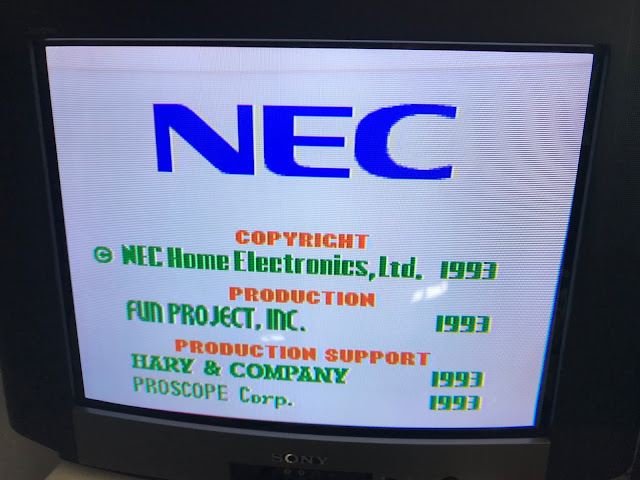 NEC
COPYRIGHT
© NEC Home Electronics,Ltd. 1993
PRODUCTION
FUN PROJECT, INC. 1993
PRODUCTION SUPPORT
HARY & COMPANY 1993
PROSCOPE Corp. 1993
SONY